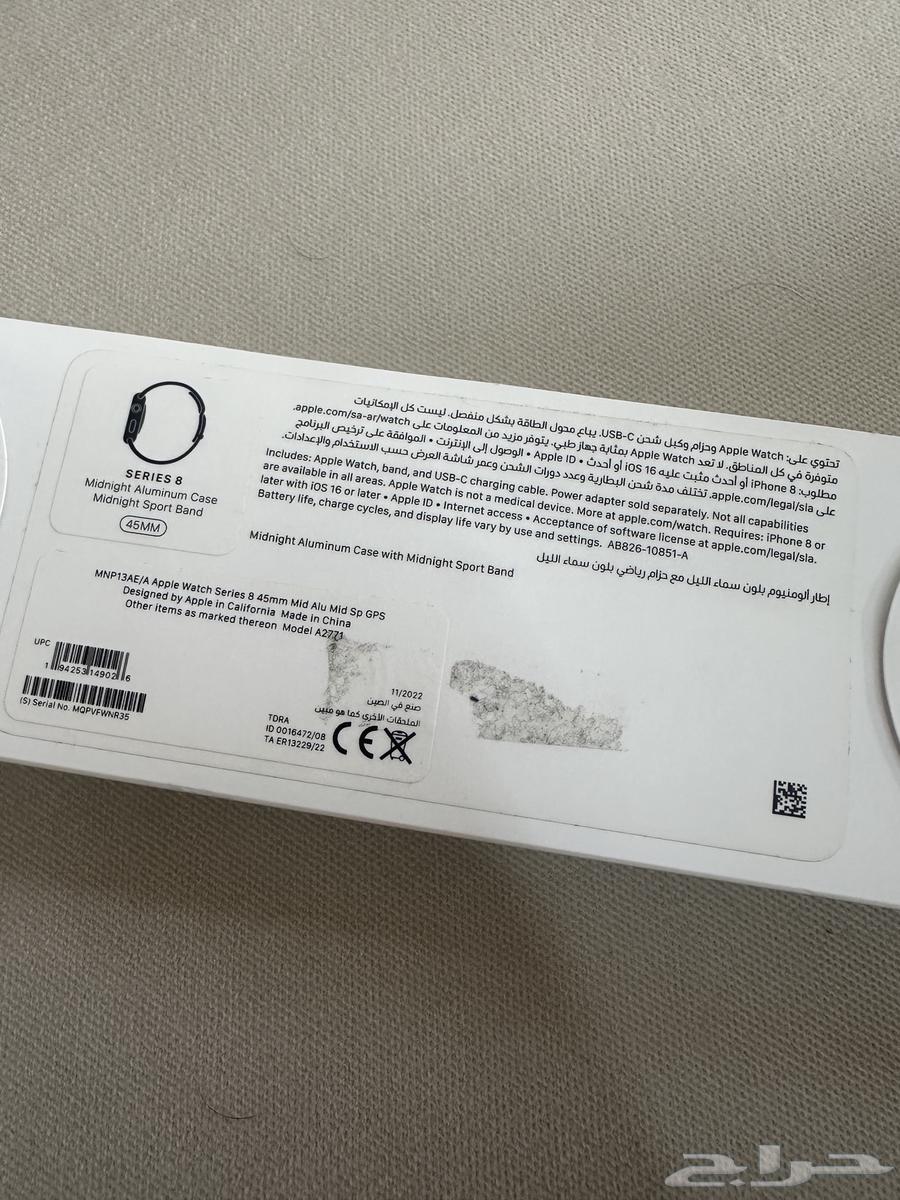 SERIES 8
Midnight Aluminum Case
Midnight Sport Band
45MM
تحتوي على: Apple Watch وحزام وكبل شحن USB-C. يباع محول الطاقة بشكل منفصل. ليست كل الإمكانيات
متوفرة في كل المناطق. لا تعد Apple Watch بمثابة جهاز طبي. يتوفر مزيد من المعلومات على apple.com/sa-ar/watch.
مطلوب: iPhone 8 أو أحدث مثبت عليه iOS 16 أو أحدث • Apple ID • الوصول إلى الإنترنت • الموافقة على ترخيص البرنامج
على apple.com/legal/sla. تختلف مدة شحن البطارية وعدد دورات الشحن وعمر شاشة العرض حسب الاستخدام والإعدادات.
Includes: Apple Watch, band, and USB-C charging cable. Power adapter sold separately. Not all capabilities
are available in all areas. Apple Watch is not a medical device. More at apple.com/watch. Requires: iPhone 8 or
later with iOS 16 or later • Apple ID • Internet access • Acceptance of software license at apple.com/legal/sla.
Battery life, charge cycles, and display life vary by use and settings. AB826-10851-A
Midnight Aluminum Case with Midnight Sport Band
إطار ألومنيوم بلون سماء الليل مع حزام رياضي بلون سماء الليل
MNP13AE/A Apple Watch Series 8 45mm Mid Alu Mid Sp GPS
Designed by Apple in California Made in China
Other items as marked thereon Model A2771
UPC
1 94253 14902 6
(S) Serial No. MQPVFWNR35
11/2022
صنع في الصين
الملحقات الأخرى كما هو مبين
TDRA
ID 0016472/08
TA ER13229/22
CE
حراج